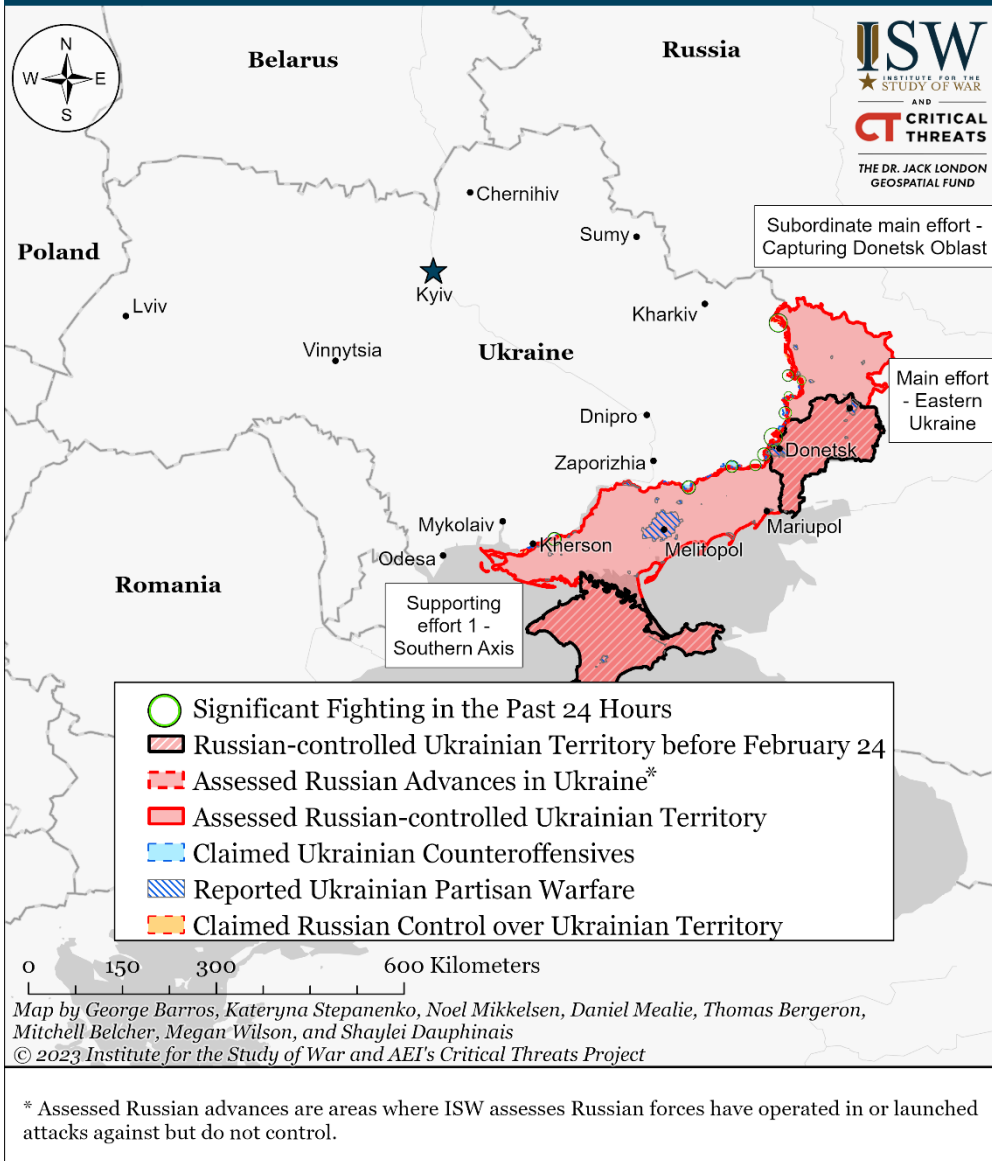 N
W
E
S
Belarus
Russia
ISW
INSTITUTE FOR THE
STUDY OF WAR
AND
CT CRITICAL
THREATS
THE DR. JACK LONDON
GEOSPATIAL FUND
Chernihiv
Subordinate main effort -
Capturing Donetsk Oblast
Sumy
Poland
Kyiv
Lviv
Kharkiv
Vinnytsia
Ukraine
Main effort
- Eastern
Ukraine
Dnipro
Donetsk
Zaporizhia
Mykolaiv
Mariupol
Kherson
Melitopol
Odesa
Romania
Supporting
effort 1 -
Southern Axis
Significant Fighting in the Past 24 Hours
Russian-controlled Ukrainian Territory before February 24
Assessed Russian Advances in Ukraine*
Assessed Russian-controlled Ukrainian Territory
Claimed Ukrainian Counteroffensives
Reported Ukrainian Partisan Warfare
Claimed Russian Control over Ukrainian Territory
0 150 300 600 Kilometers
Map by George Barros, Kateryna Stepanenko, Noel Mikkelsen, Daniel Mealie, Thomas Bergeron,
Mitchell Belcher, Megan Wilson, and Shaylei Dauphinais
© 2023 Institute for the Study of War and AEI's Critical Threats Project
* Assessed Russian advances are areas where ISW assesses Russian forces have operated in or launched
attacks against but do not control.